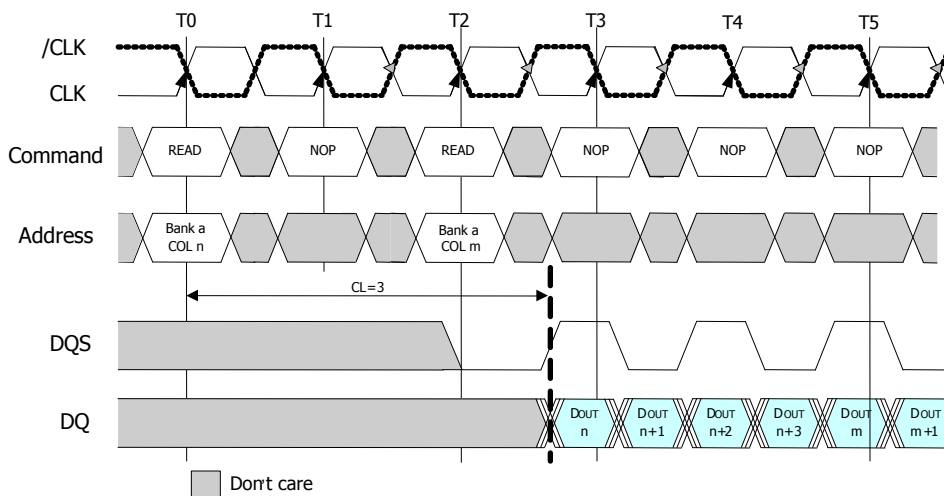 T0 T1 T2 T3 T4 T5
/CLK
CLK
Command READ NOP READ NOP NOP NOP
Address Bank a COL n Bank a COL m
CL=3
DQS
DQ DOUT n DOUT n+1 DOUT n+2 DOUT n+3 DOUT m DOUT m+1
Don't care